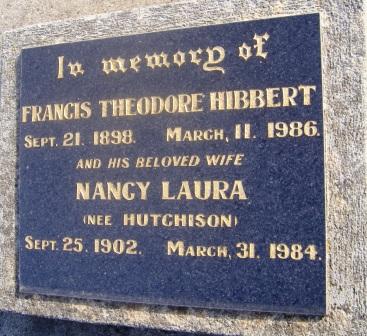 In memory of
FRANCIS THEODORE HIBBERT
SEPT. 21. 1898. MARCH, 11. 1986.
AND HIS BELOVED WIFE
NANCY LAURA
(NEE HUTCHISON)
SEPT. 25. 1902. MARCH, 31. 1984.